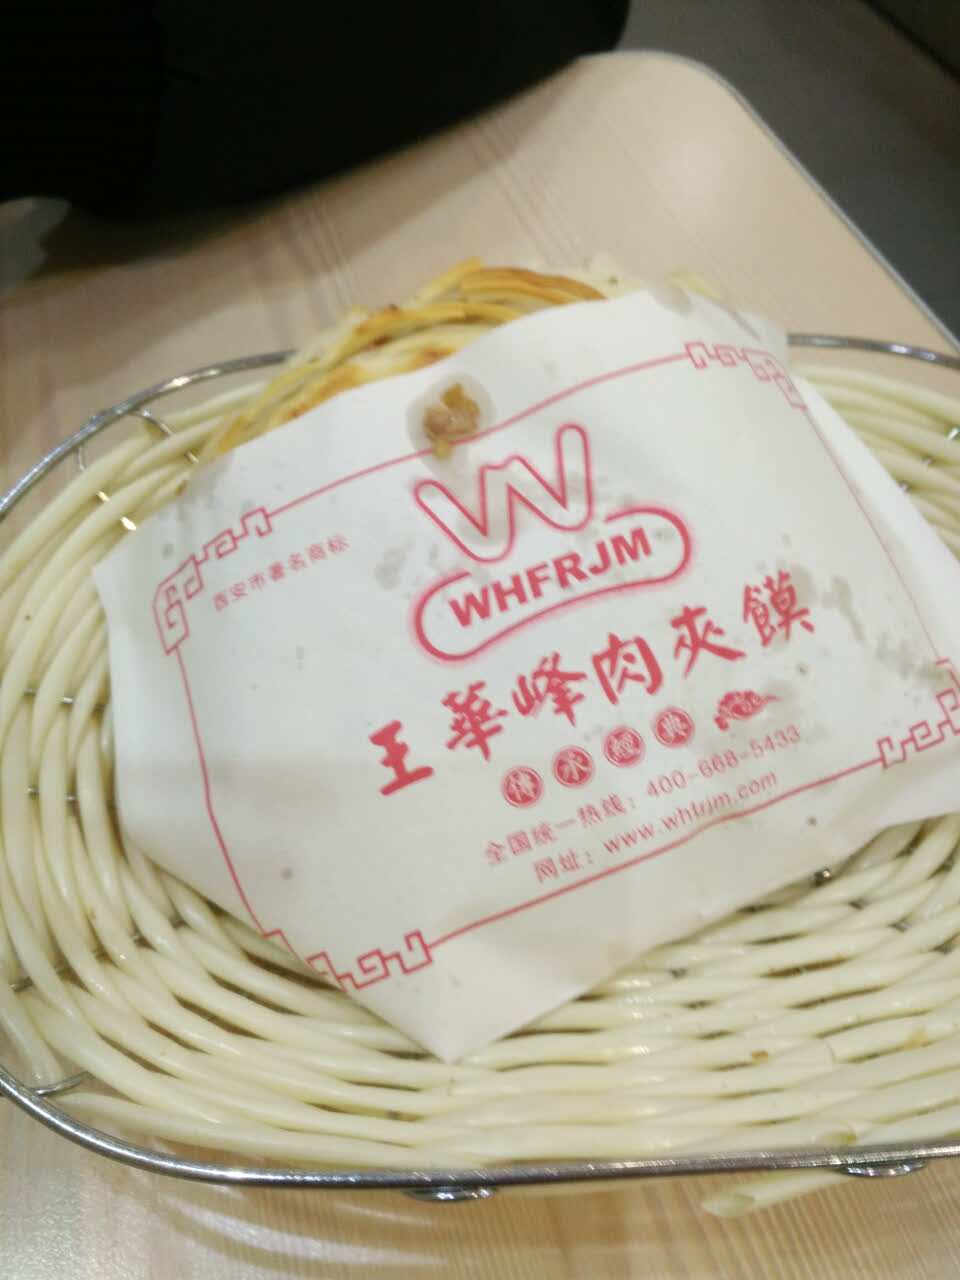 西安市著名商标
W
WHFRJM
王華峰肉夾饃
傳承經典
全国统一热线：400-668-5433
网址：www.whfrjm.com